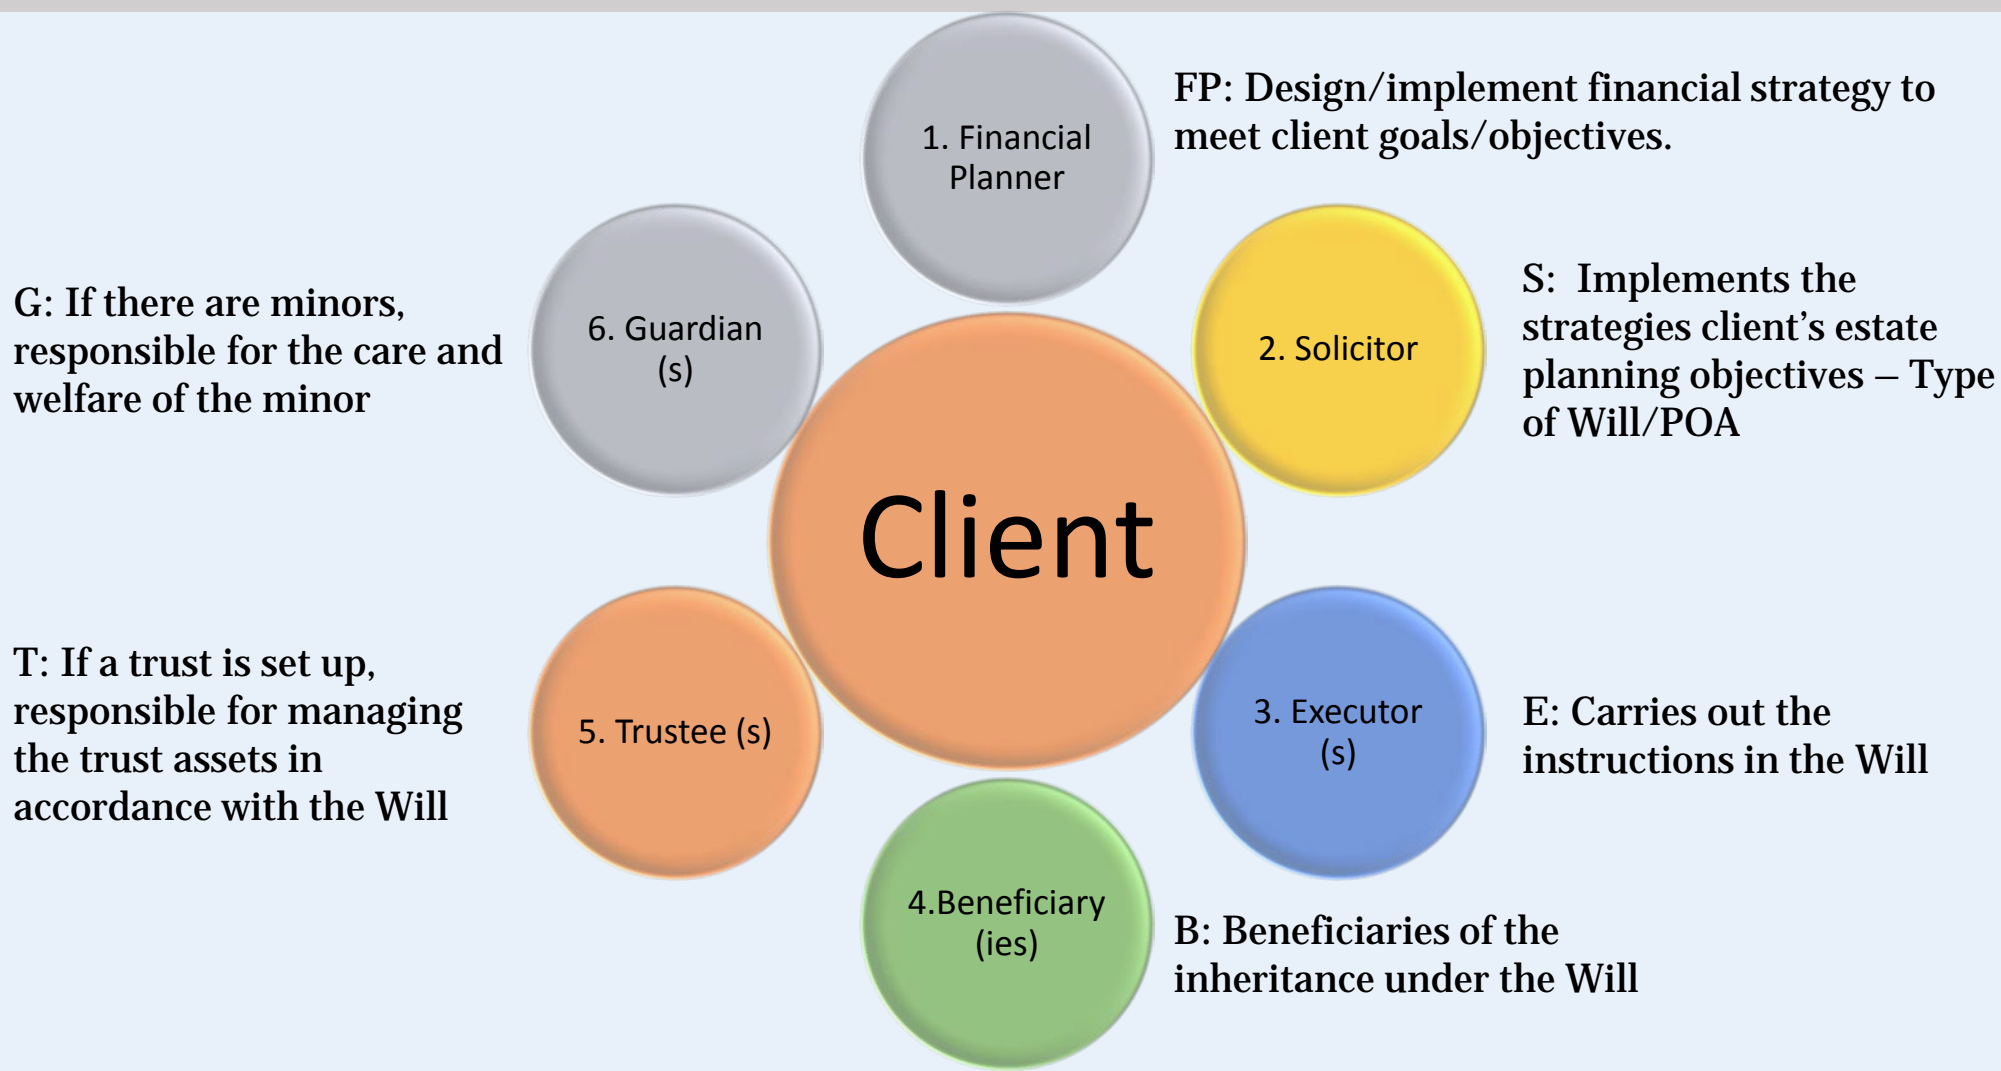 1. Financial
Planner
FP: Design/implement financial strategy to
meet client goals/objectives.
2. Solicitor
S:  Implements the
strategies client’s estate
planning objectives – Type
of Will/POA
3. Executor
(s)
E: Carries out the
instructions in the Will
4.Beneficiary
(ies)
B: Beneficiaries of the
inheritance under the Will
5. Trustee (s)
T: If a trust is set up,
responsible for managing
the trust assets in
accordance with the Will
6. Guardian
(s)
G: If there are minors,
responsible for the care and
welfare of the minor
Client